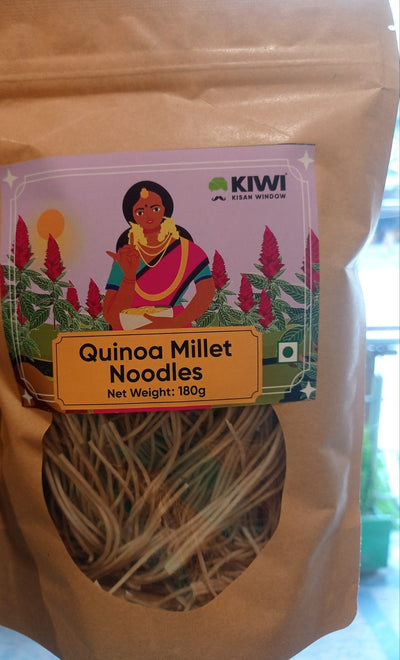 KIWI
KISAN WINDOW
Quinoa Millet
Noodles
Net Weight: 180g